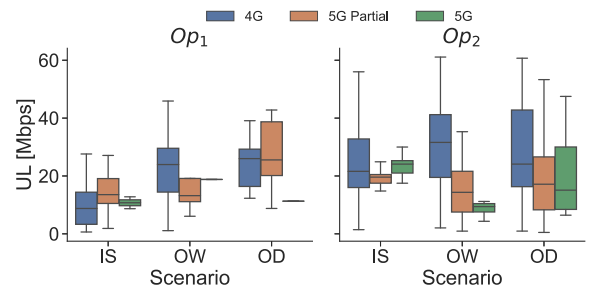 4G 5G Partial 5G
Op1 Op2
UL [Mbps]
60
40
20
0
IS OW OD IS OW OD
Scenario Scenario